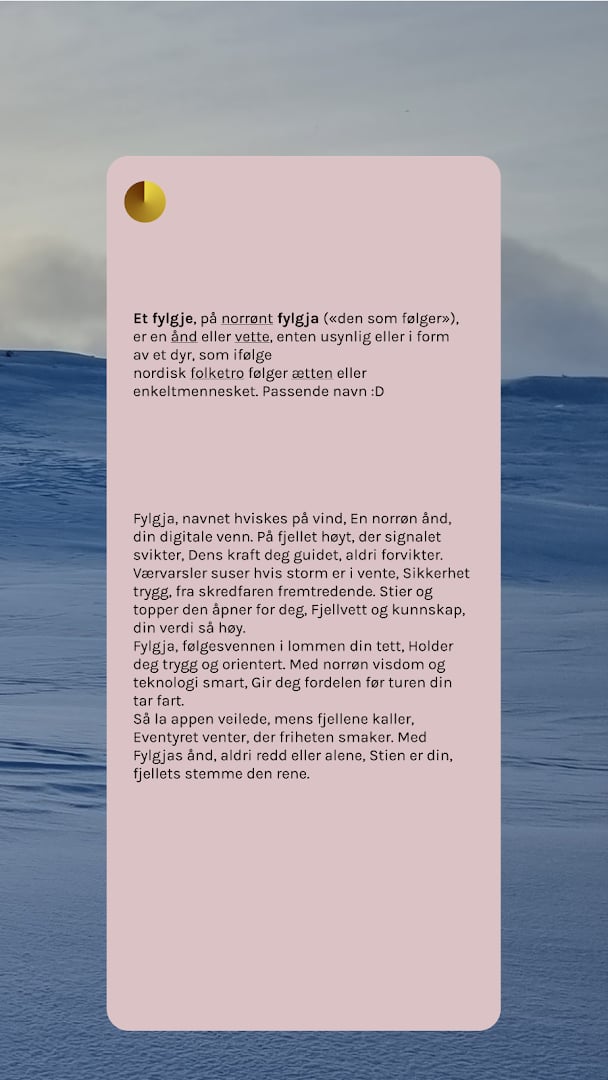 Et fylgje, på norrønt fylgja («den som følger»),
er en ånd eller vette, enten usynlig eller i form
av et dyr, som ifølge
nordisk folketro følger ætten eller
enkeltmennesket. Passende navn :D
Fylgja, navnet hviskes på vind, En norrøn ånd,
din digitale venn. På fjellet høyt, der signalet
svikter, Dens kraft deg guidet, aldri forvikter.
Værvarsler suser hvis storm er i vente, Sikkerhet
trygg, fra skredfaren fremtredende. Stier og
topper den åpner for deg, Fjellvett og kunnskap,
din verdi så høy.
Fylgja, følgesvennen i lommen din tett, Holder
deg trygg og orientert. Med norrøn visdom og
teknologi smart, Gir deg fordelen før turen din
tar fart.
Så la appen veilede, mens fjellene kaller,
Eventyret venter, der friheten smaker. Med
Fylgjas ånd, aldri redd eller alene, Stien er din,
fjellets stemme den rene.